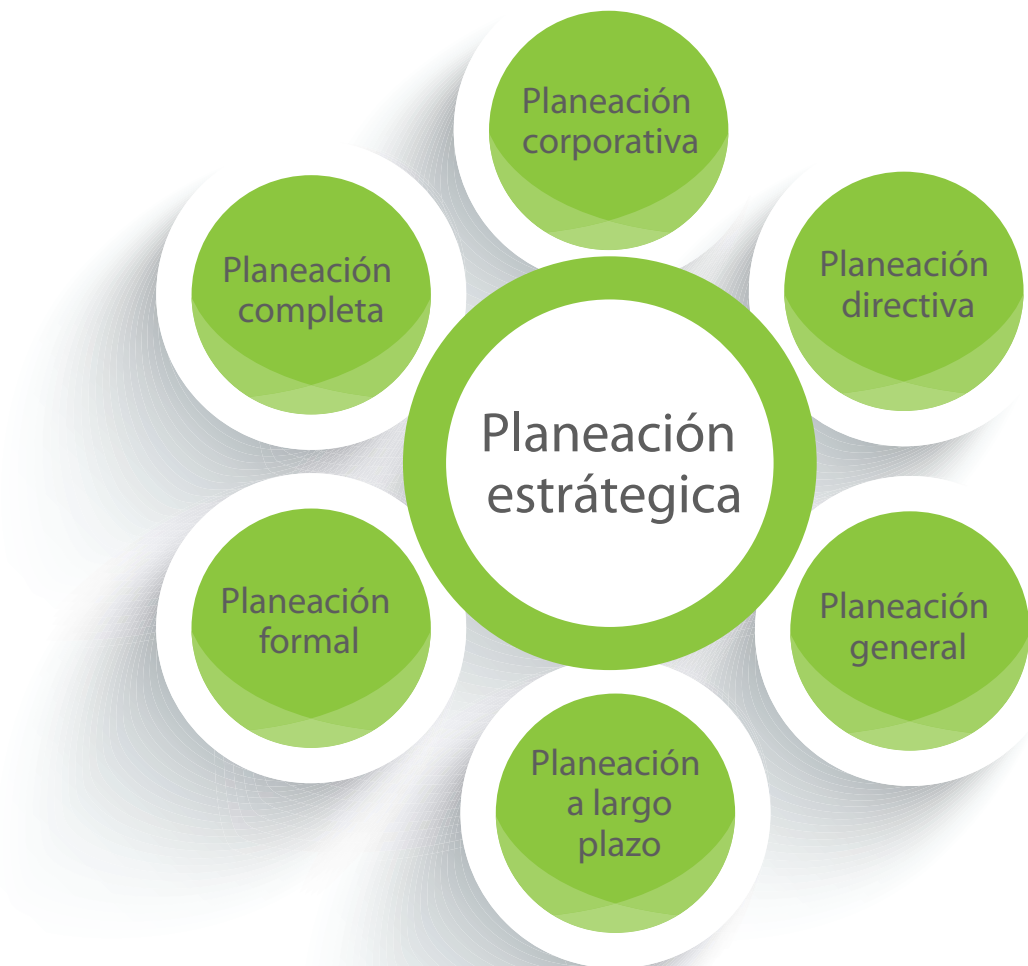 Planeación
corporativa
Planeación
directiva
Planeación
completa
Planeación
estrátegica
Planeación
formal
Planeación
general
Planeación
a largo
plazo